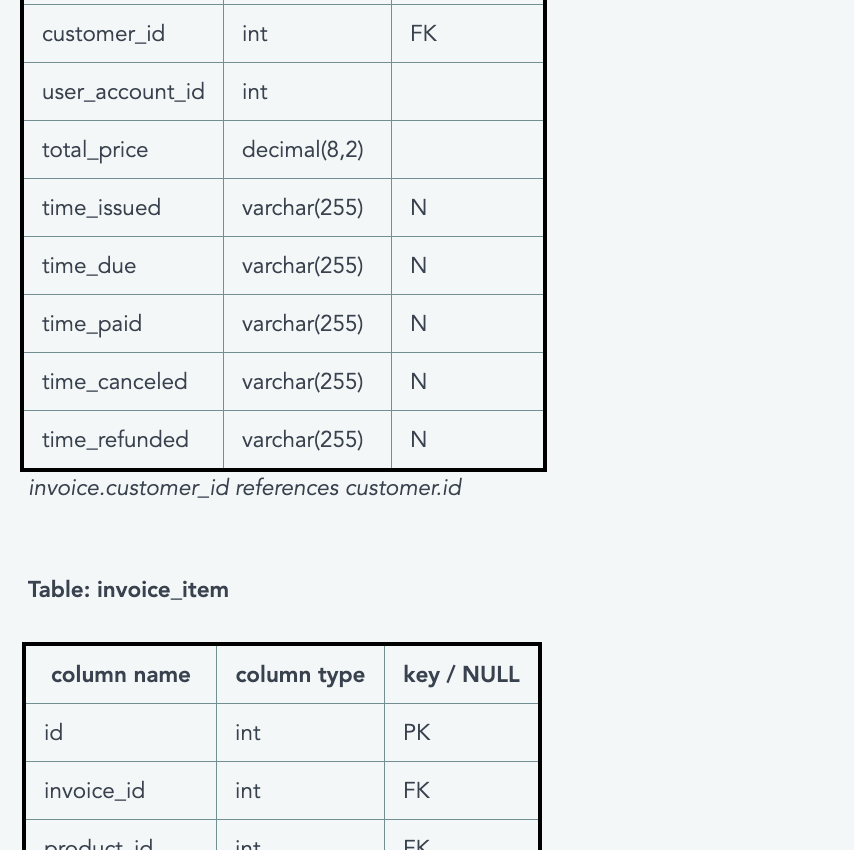 customer_id int FK
user_account_id int
total_price decimal(8,2)
time_issued varchar(255) N
time_due varchar(255) N
time_paid varchar(255) N
time_canceled varchar(255) N
time_refunded varchar(255) N
invoice.customer_id references customer.id
Table: invoice_item
column name column type key / NULL
id int PK
invoice_id int FK
product_id int FK